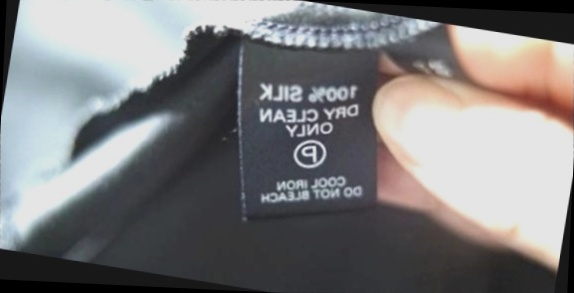 100% SILK
DRY CLEAN
ONLY
P
COOL IRON
DO NOT BLEACH